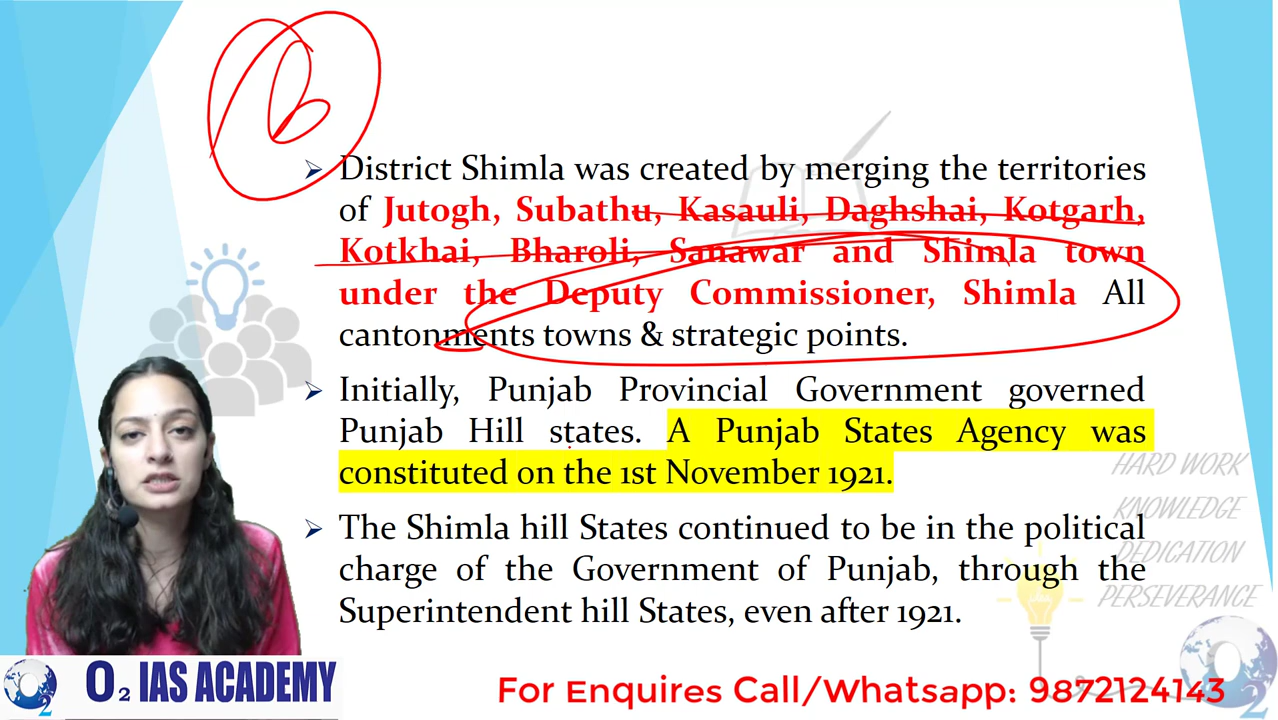 District Shimla was created by merging the territories
of Jutogh, Subathu, Kasauli, Daghshai, Kotgarh,
Kotkhai, Bharoli, Sanawar and Shimla town
under the Deputy Commissioner, Shimla All
cantonments towns & strategic points.
Initially, Punjab Provincial Government governed
Punjab Hill states. A Punjab States Agency was
constituted on the 1st November 1921.
The Shimla hill States continued to be in the political
charge of the Government of Punjab, through the
Superintendent hill States, even after 1921.
HARD WORK
KNOWLEDGE
DEDICATION
PERSEVERANCE
O2 IAS ACADEMY
For Enquires Call/Whatsapp: 9872124143